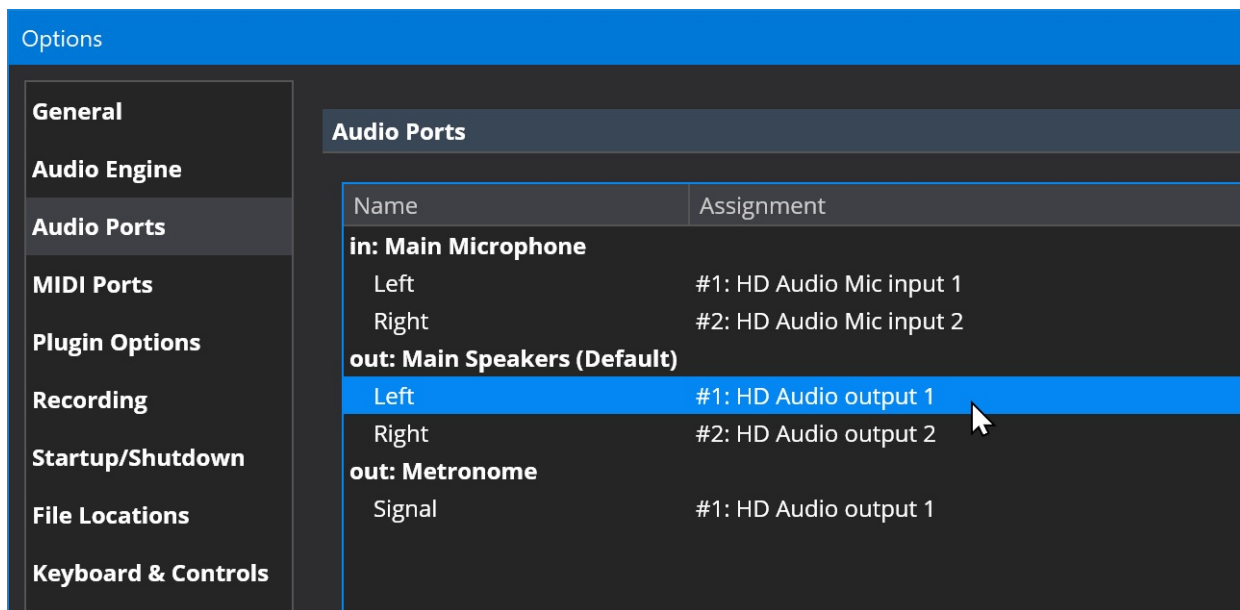 Options
General
Audio Engine
Audio Ports
MIDI Ports
Plugin Options
Recording
Startup/Shutdown
File Locations
Keyboard & Controls
Audio Ports
Name Assignment
in: Main Microphone
Left #1: HD Audio Mic input 1
Right #2: HD Audio Mic input 2
out: Main Speakers (Default)
Left #1: HD Audio output 1
Right #2: HD Audio output 2
out: Metronome
Signal #1: HD Audio output 1